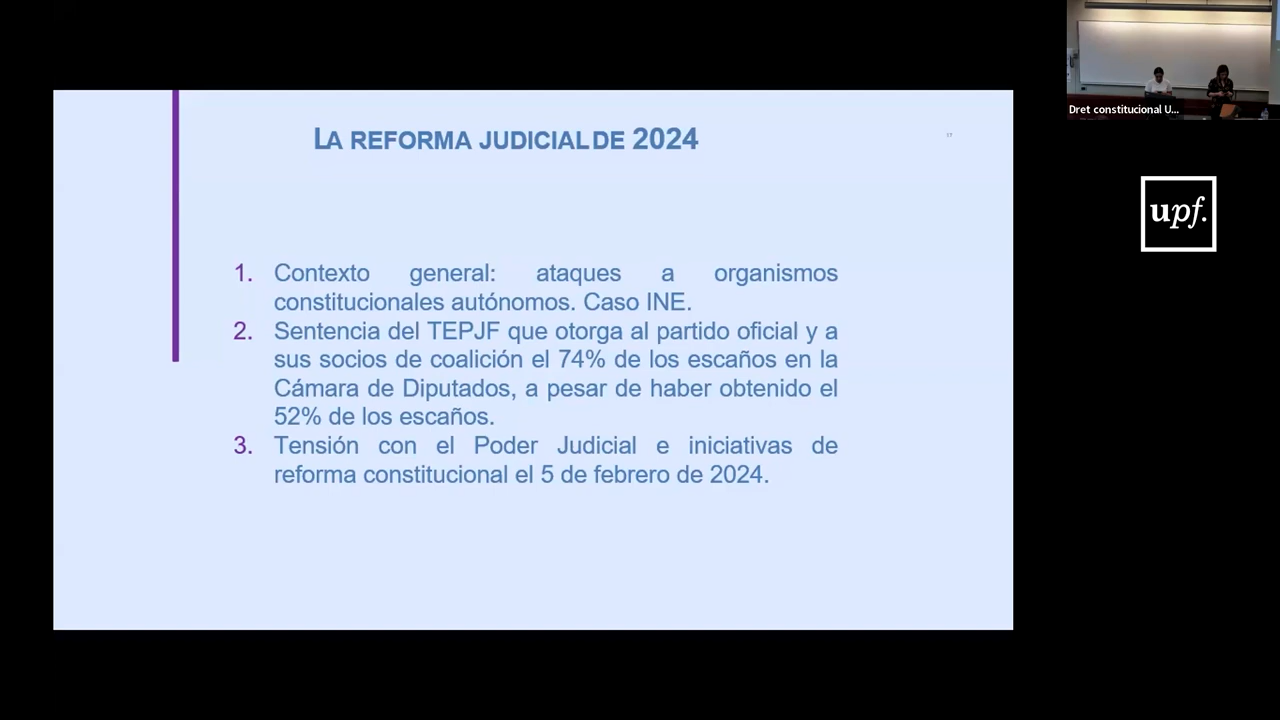 LA REFORMA JUDICIAL DE 2024
17
1. Contexto general: ataques a organismos
constitucionales autónomos. Caso INE.
2. Sentencia del TEPJF que otorga al partido oficial y a
sus socios de coalición el 74% de los escaños en la
Cámara de Diputados, a pesar de haber obtenido el
52% de los escaños.
3. Tensión con el Poder Judicial e iniciativas de
reforma constitucional el 5 de febrero de 2024.
Dret constitucional U...
upf.